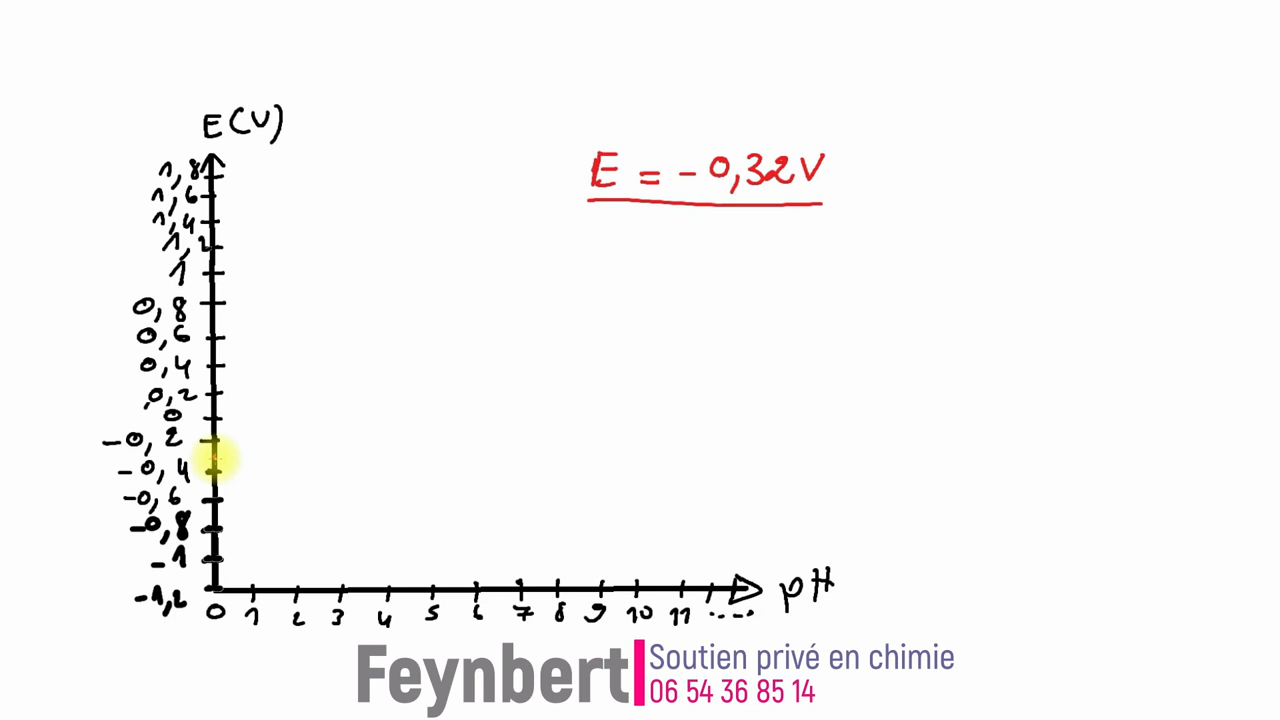 E(V)
E = -0,32V
1,8
1,6
1,4
1,2
1
0,8
0,6
0,4
0,2
0
-0,2
-0,4
-0,6
-0,8
-1
-1,2
0 1 2 3 4 5 6 7 8 9 10 11 .... pH
Feynbert
Soutien privé en chimie
06 54 36 85 14